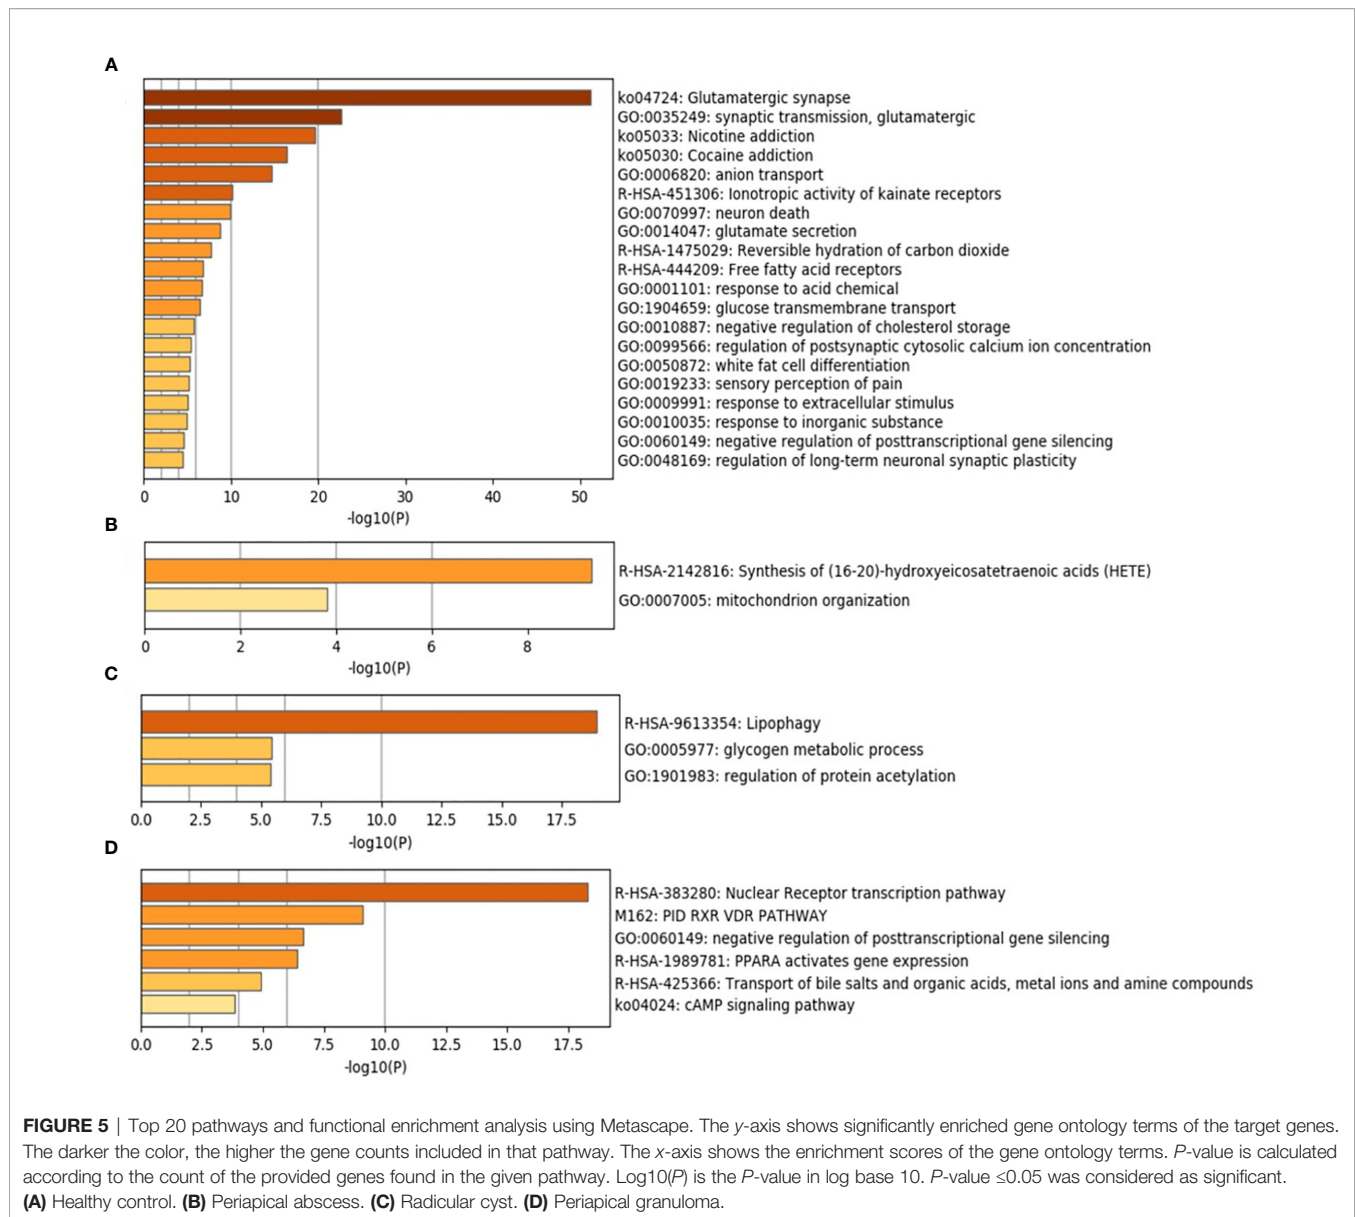 A
ko04724: Glutamatergic synapse
GO:0035249: synaptic transmission, glutamatergic
ko05033: Nicotine addiction
ko05030: Cocaine addiction
GO:0006820: anion transport
R-HSA-451306: Ionotropic activity of kainate receptors
GO:0070997: neuron death
GO:0014047: glutamate secretion
R-HSA-1475029: Reversible hydration of carbon dioxide
R-HSA-444209: Free fatty acid receptors
GO:0001101: response to acid chemical
GO:1904659: glucose transmembrane transport
GO:0010887: negative regulation of cholesterol storage
GO:0099566: regulation of postsynaptic cytosolic calcium ion concentration
GO:0050872: white fat cell differentiation
GO:0019233: sensory perception of pain
GO:0009991: response to extracellular stimulus
GO:0010035: response to inorganic substance
GO:0060149: negative regulation of posttranscriptional gene silencing
GO:0048169: regulation of long-term neuronal synaptic plasticity
0 10 20 30 40 50
-log10(P)
B
R-HSA-2142816: Synthesis of (16-20)-hydroxyeicosatetraenoic acids (HETE)
GO:0007005: mitochondrion organization
0 2 4 6 8
-log10(P)
C
R-HSA-9613354: Lipophagy
GO:0005977: glycogen metabolic process
GO:1901983: regulation of protein acetylation
0.0 2.5 5.0 7.5 10.0 12.5 15.0 17.5
-log10(P)
D
R-HSA-383280: Nuclear Receptor transcription pathway
M162: PID RXR VDR PATHWAY
GO:0060149: negative regulation of posttranscriptional gene silencing
R-HSA-1989781: PPARA activates gene expression
R-HSA-425366: Transport of bile salts and organic acids, metal ions and amine compounds
ko04024: cAMP signaling pathway
0.0 2.5 5.0 7.5 10.0 12.5 15.0 17.5
-log10(P)
FIGURE 5 | Top 20 pathways and functional enrichment analysis using Metascape. The y-axis shows significantly enriched gene ontology terms of the target genes.
The darker the color, the higher the gene counts included in that pathway. The x-axis shows the enrichment scores of the gene ontology terms. P-value is calculated
according to the count of the provided genes found in the given pathway. Log10(P) is the P-value in log base 10. P-value ≤0.05 was considered as significant.
(A) Healthy control. (B) Periapical abscess. (C) Radicular cyst. (D) Periapical granuloma.